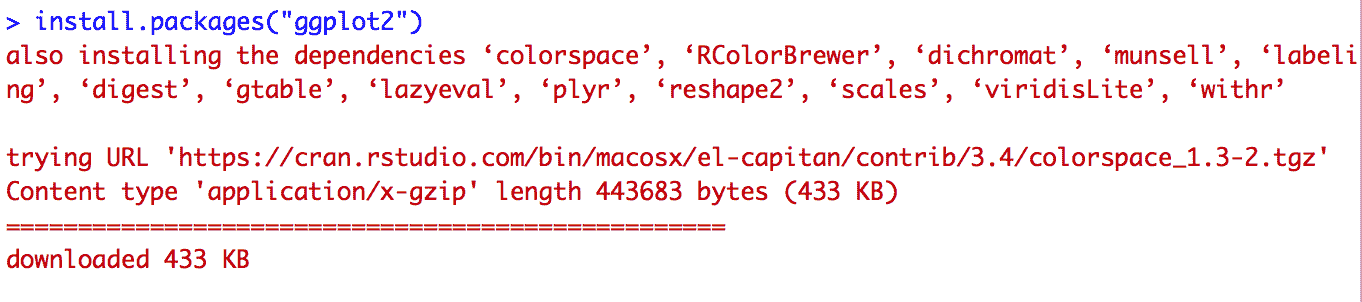 > install.packages("ggplot2")
also installing the dependencies ‘colorspace’, ‘RColorBrewer’, ‘dichromat’, ‘munsell’, ‘labeli
ng’, ‘digest’, ‘gtable’, ‘lazyeval’, ‘plyr’, ‘reshape2’, ‘scales’, ‘viridisLite’, ‘withr’
trying URL 'https://cran.rstudio.com/bin/macosx/el-capitan/contrib/3.4/colorspace_1.3-2.tgz'
Content type 'application/x-gzip' length 443683 bytes (433 KB)
==================================================
downloaded 433 KB